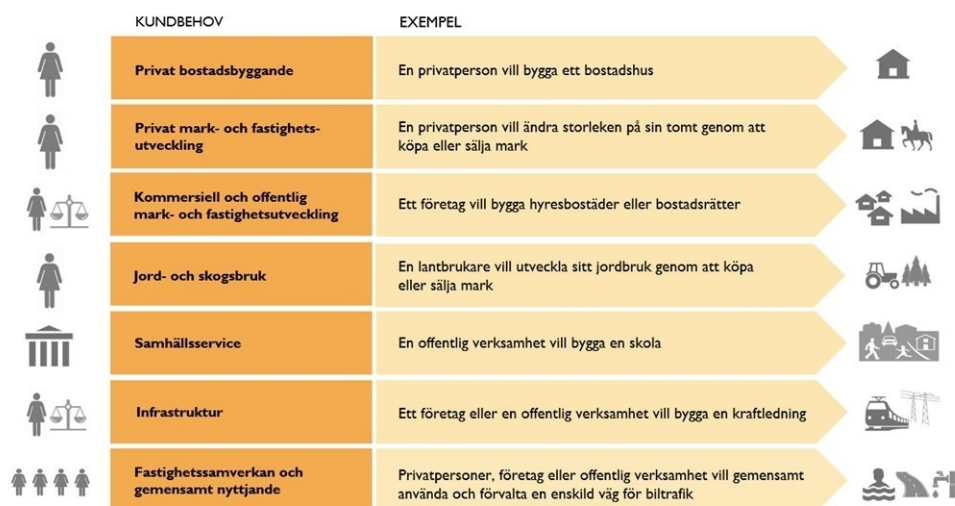 KUNDBEHOV
EXEMPEL
Privat bostadsbyggande
En privatperson vill bygga ett bostadshus
Privat mark- och fastighets-
utveckling
En privatperson vill ändra storleken på sin tomt genom att
köpa eller sälja mark
Kommersiell och offentlig
mark- och fastighetsutveckling
Ett företag vill bygga hyresbostäder eller bostadsrätter
Jord- och skogsbruk
En lantbrukare vill utveckla sitt jordbruk genom att köpa
eller sälja mark
Samhällsservice
En offentlig verksamhet vill bygga en skola
Infrastruktur
Ett företag eller en offentlig verksamhet vill bygga en kraftledning
Fastighetssamverkan och
gemensamt nyttjande
Privatpersoner, företag eller offentlig verksamhet vill gemensamt
använda och förvalta en enskild väg för biltrafik